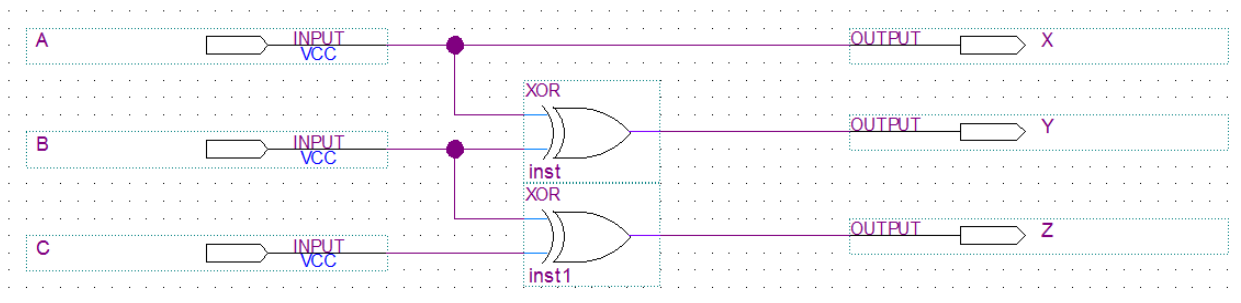 A INPUT VCC OUTPUT X
XOR
B INPUT VCC OUTPUT Y
inst
XOR
C INPUT VCC OUTPUT Z
inst1